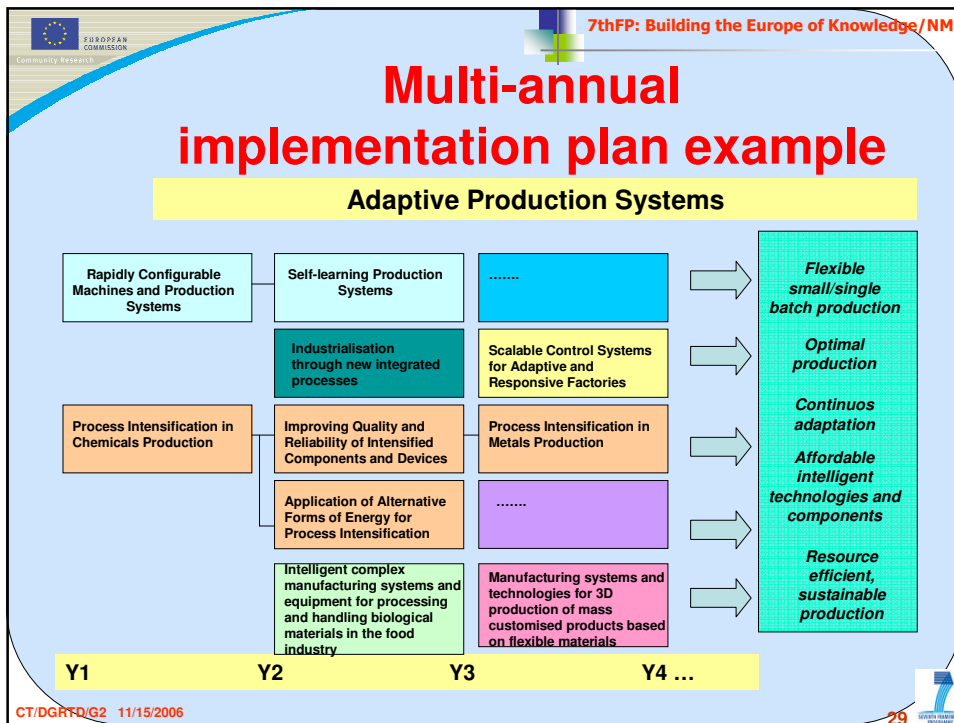 EUROPEAN
COMMISSION
Community Research
7thFP: Building the Europe of Knowledge/NM
Multi-annual
implementation plan example
Adaptive Production Systems
Rapidly Configurable
Machines and Production
Systems
Self-learning Production
Systems
.......
Flexible
small/single
batch production
Industrialisation
through new integrated
processes
Scalable Control Systems
for Adaptive and
Responsive Factories
Optimal
production
Process Intensification in
Chemicals Production
Improving Quality and
Reliability of Intensified
Components and Devices
Process Intensification in
Metals Production
Continuos
adaptation
Affordable
intelligent
technologies and
components
Application of Alternative
Forms of Energy for
Process Intensification
.......
Intelligent complex
manufacturing systems and
equipment for processing
and handling biological
materials in the food
industry
Manufacturing systems and
technologies for 3D
production of mass
customised products based
on flexible materials
Resource
efficient,
sustainable
production
Y1 Y2 Y3 Y4 ...
CT/DGRTD/G2 11/15/2006
29
7
SEVENTH FRAMEWORK
PROGRAMME